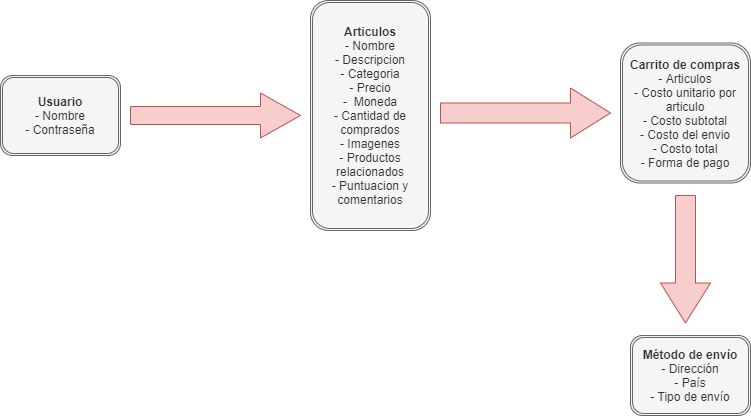 Usuario
- Nombre
- Contraseña
Articulos
- Nombre
- Descripcion
- Categoria
- Precio
- Moneda
- Cantidad de
comprados
- Imagenes
- Productos
relacionados
- Puntuacion y
comentarios
Carrito de compras
- Articulos
- Costo unitario por
articulo
- Costo subtotal
- Costo del envio
- Costo total
- Forma de pago
Método de envío
- Dirección
- País
- Tipo de envío